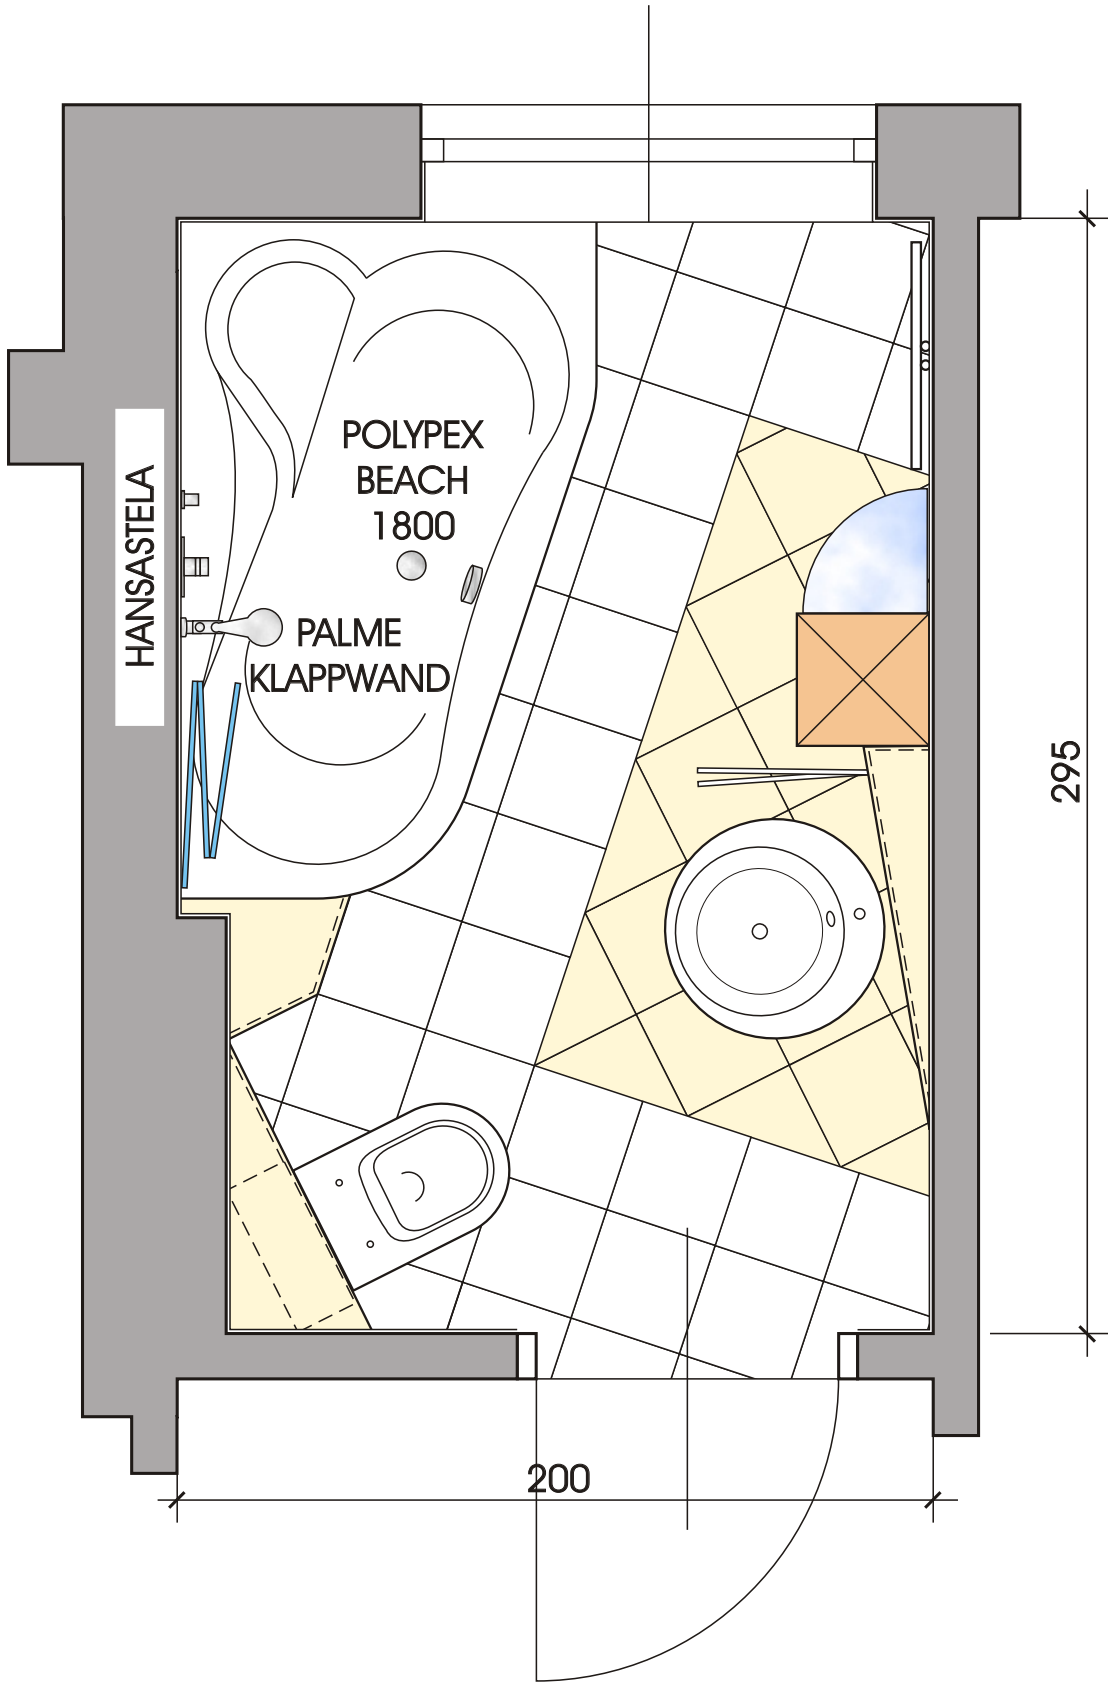 POLYPEX
BEACH
1800
HANSASTELA
PALME
KLAPPWAND
295
200